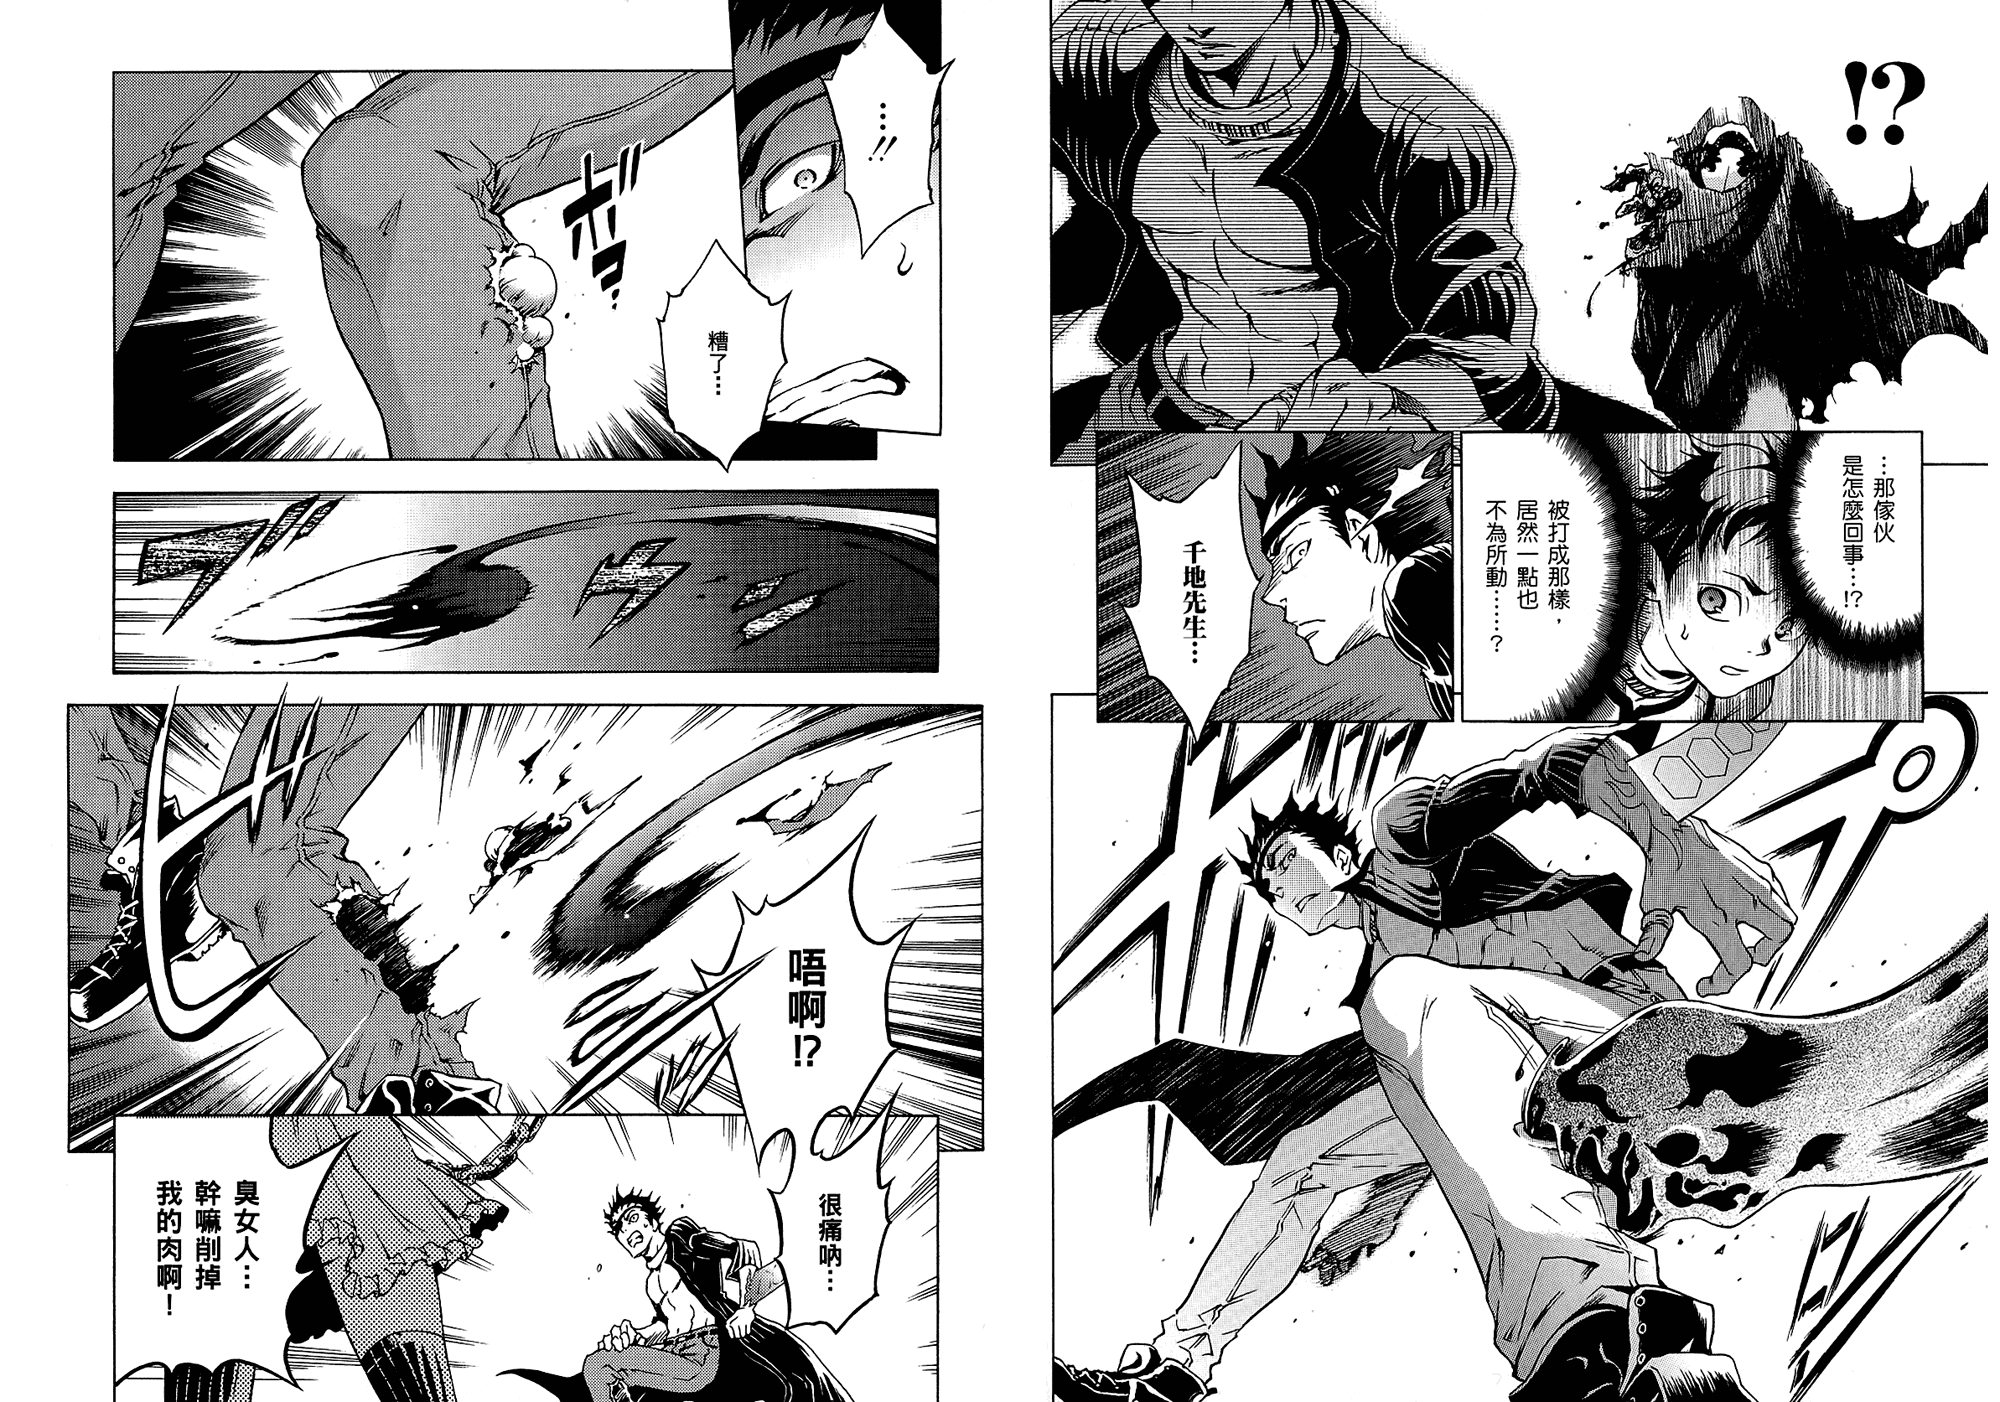 !?
…那傢伙
是怎麼回事…!?
被打成那樣，
居然一點也
不為所動……?
千地先生…
…!!
ボコッ
糟了…
唔啊!?
很痛吶…
臭女人…
幹嘛削掉
我的肉啊！